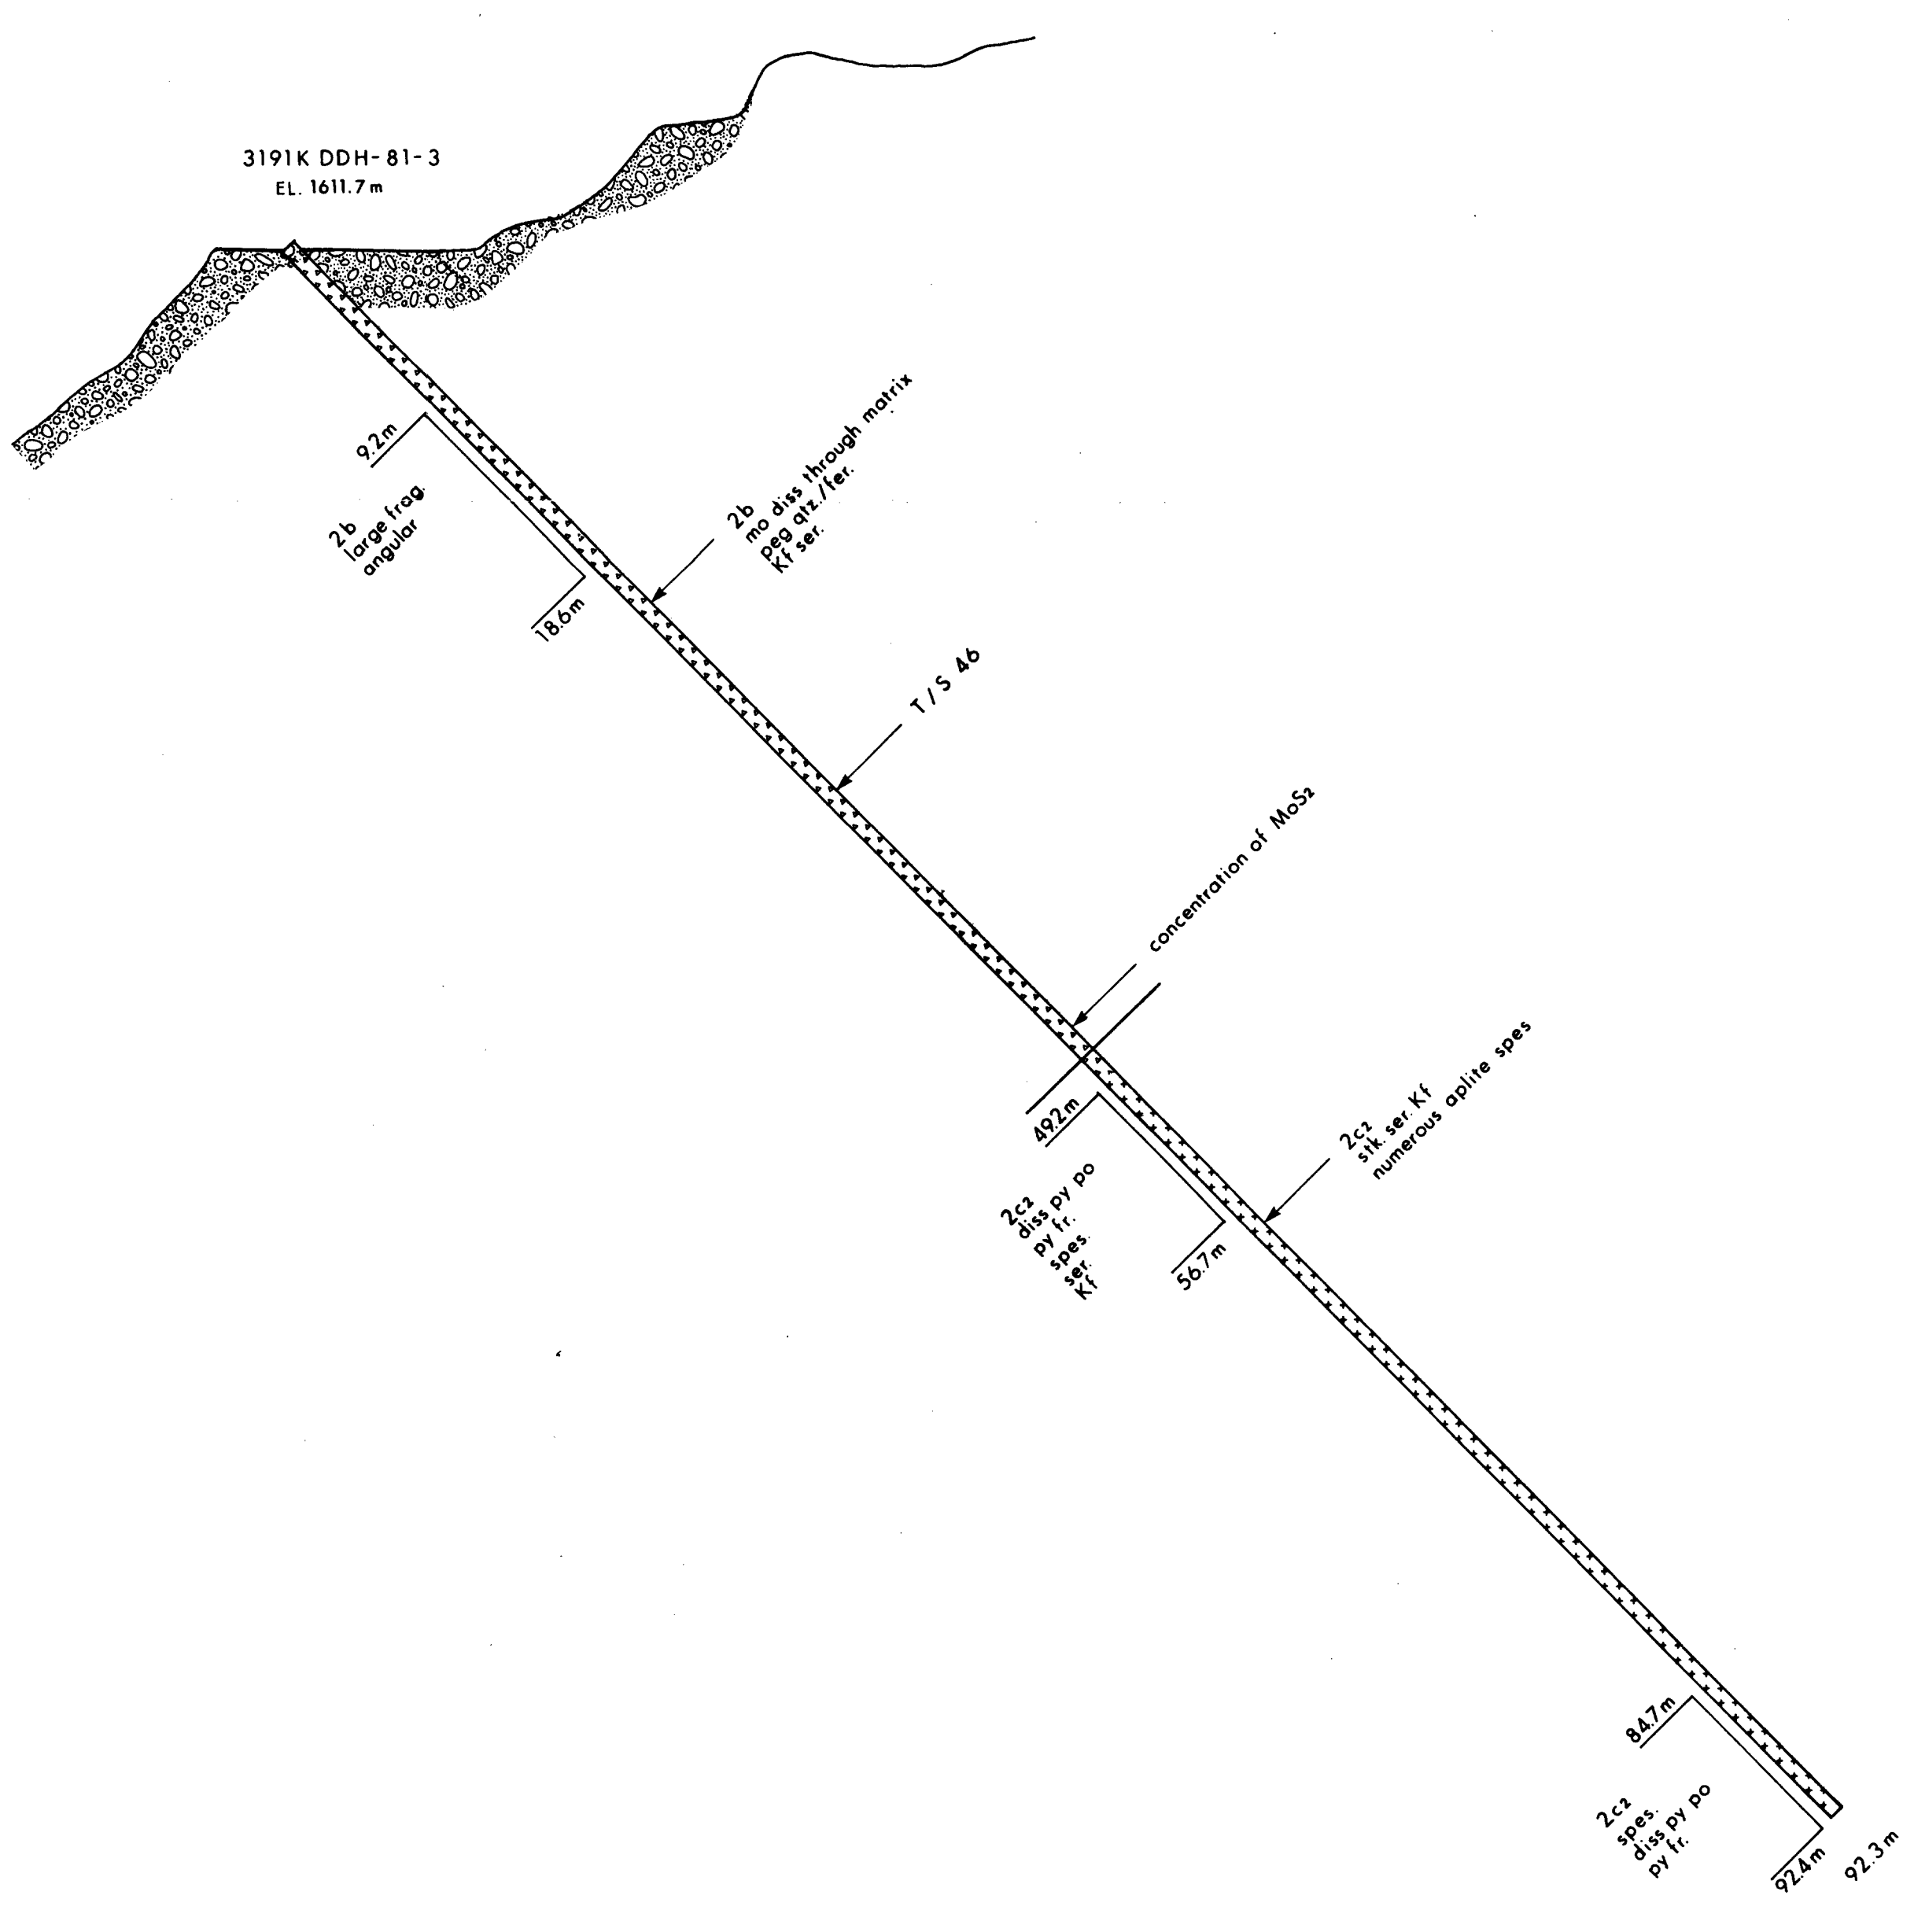 3191K DDH-81-3
EL. 1611.7m
9.2m
2b
large frag.
angular
18.6m
2b
mo diss through matrix
peg qtz./fer.
Kf ser.
T/S 46
concentration of MoS2
49.2m
2c2
diss py po
py fr.
spes.
ser.
Kf
56.7m
2c2
stk. ser. Kf
numerous aplite spes
84.7m
2c2
spes.
diss py po
py fr.
92.4m
92.3m